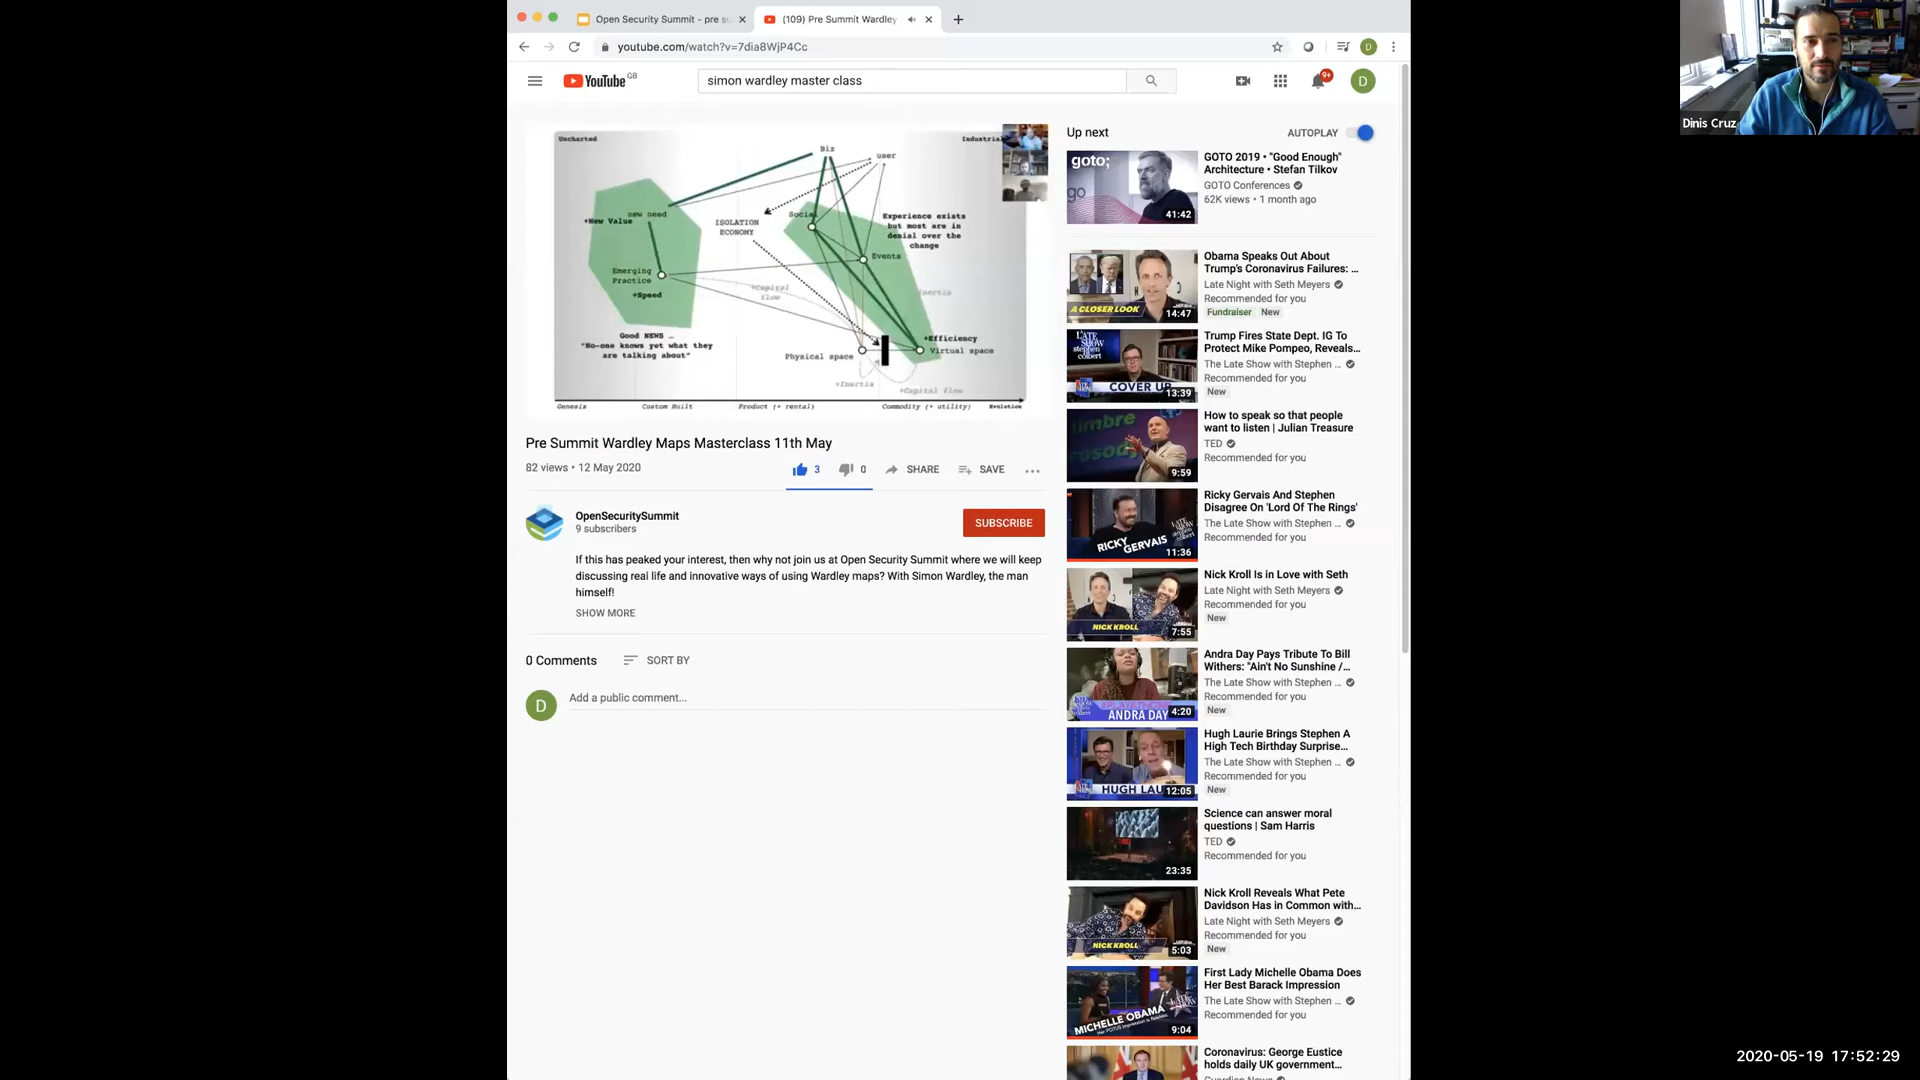 Open Security Summit - pre su
(109) Pre Summit Wardley
youtube.com/watch?v=7dia8WjP4Cc
D
YouTube GB
simon wardley master class
9+
D
Dinis Cruz
Uncharted
Industrial
Biz
user
new need
+New Value
ISOLATION
ECONOMY
Social
Experience exists
but most are in
denial over the
change
Events
Emerging
Practice
+Speed
+Capital
flow
Inertia
Good NEWS …
"No-one knows yet what they
are talking about"
+Efficiency
Physical space
Virtual space
+Inertia
+Capital flow
Genesis
Custom Built
Product (+ rental)
Commodity (+ utility)
Evolution
Pre Summit Wardley Maps Masterclass 11th May
82 views • 12 May 2020
3
0
SHARE
SAVE
OpenSecuritySummit
9 subscribers
SUBSCRIBE
If this has peaked your interest, then why not join us at Open Security Summit where we will keep
discussing real life and innovative ways of using Wardley maps? With Simon Wardley, the man
himself!
SHOW MORE
0 Comments
SORT BY
D
Add a public comment...
Up next
AUTOPLAY
goto;
41:42
GOTO 2019 • "Good Enough"
Architecture • Stefan Tilkov
GOTO Conferences
62K views • 1 month ago
A CLOSER LOOK
14:47
Obama Speaks Out About
Trump's Coronavirus Failures: ...
Late Night with Seth Meyers
Recommended for you
Fundraiser New
COVER UP
13:39
Trump Fires State Dept. IG To
Protect Mike Pompeo, Reveals...
The Late Show with Stephen ...
Recommended for you
New
9:59
How to speak so that people
want to listen | Julian Treasure
TED
Recommended for you
RICKY GERVAIS
11:36
Ricky Gervais And Stephen
Disagree On 'Lord Of The Rings'
The Late Show with Stephen ...
Recommended for you
NICK KROLL
7:55
Nick Kroll Is in Love with Seth
Late Night with Seth Meyers
Recommended for you
New
ANDRA DAY
4:20
Andra Day Pays Tribute To Bill
Withers: "Ain't No Sunshine /...
The Late Show with Stephen ...
Recommended for you
New
HUGH LAU
12:05
Hugh Laurie Brings Stephen A
High Tech Birthday Surprise...
The Late Show with Stephen ...
Recommended for you
New
23:35
Science can answer moral
questions | Sam Harris
TED
Recommended for you
NICK KROLL
5:03
Nick Kroll Reveals What Pete
Davidson Has in Common with...
Late Night with Seth Meyers
Recommended for you
New
MICHELLE OBAMA
9:04
First Lady Michelle Obama Does
Her Best Barack Impression
The Late Show with Stephen ...
Recommended for you
Coronavirus: George Eustice
holds daily UK government...
2020-05-19 17:52:29